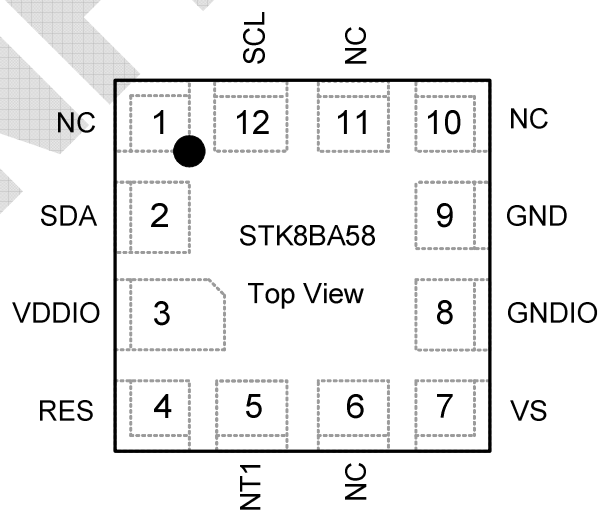 SCL NC
NC 1 12 11 10 NC
SDA 2 9 GND
STK8BA58
Top View
VDDIO 3 8 GNDIO
RES 4 5 6 7 VS
NT1 NC